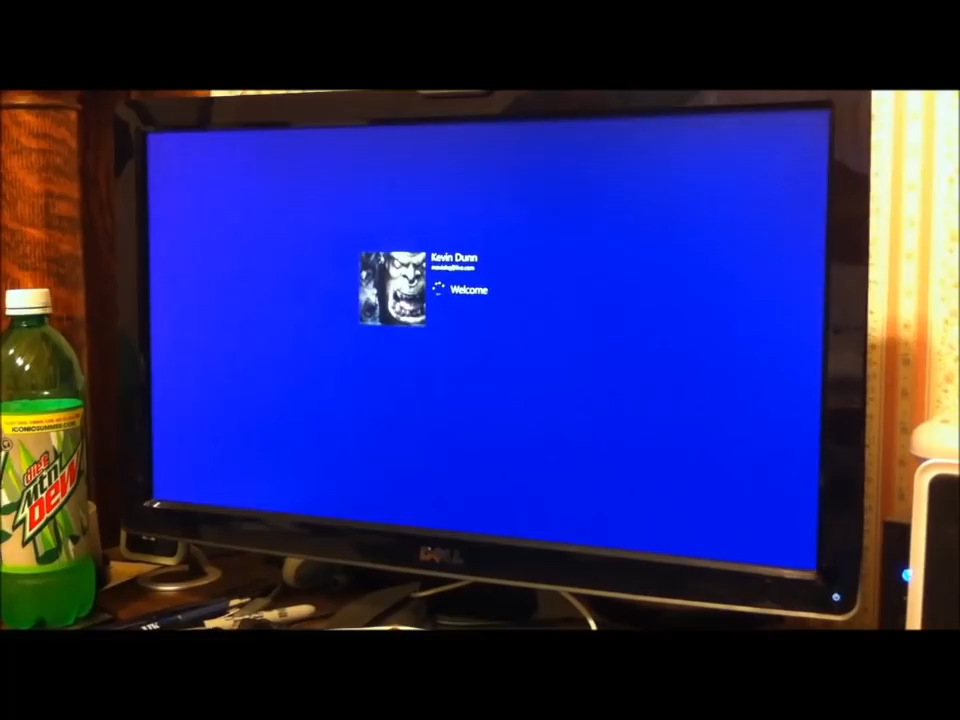 Kevin Dunn
Welcome
ICONICSUMMER.COM
diet
Mtn
DEW
DELL